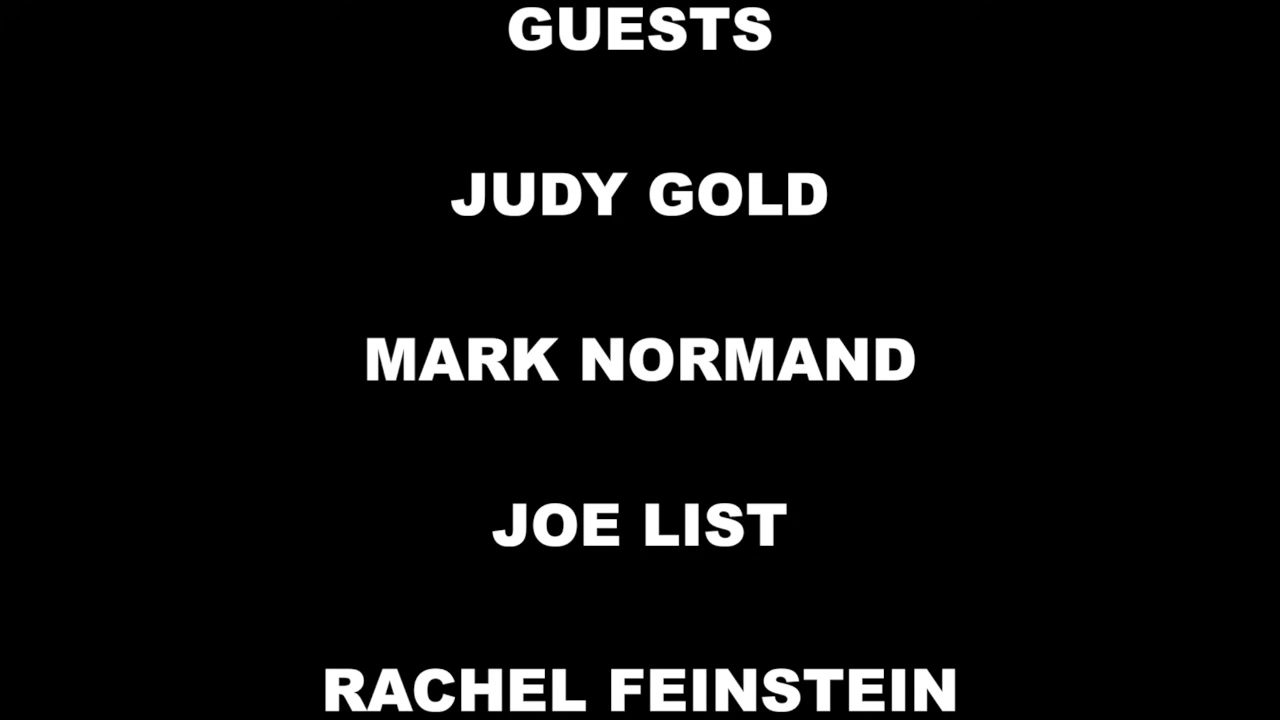 GUESTS
JUDY GOLD
MARK NORMAND
JOE LIST
RACHEL FEINSTEIN